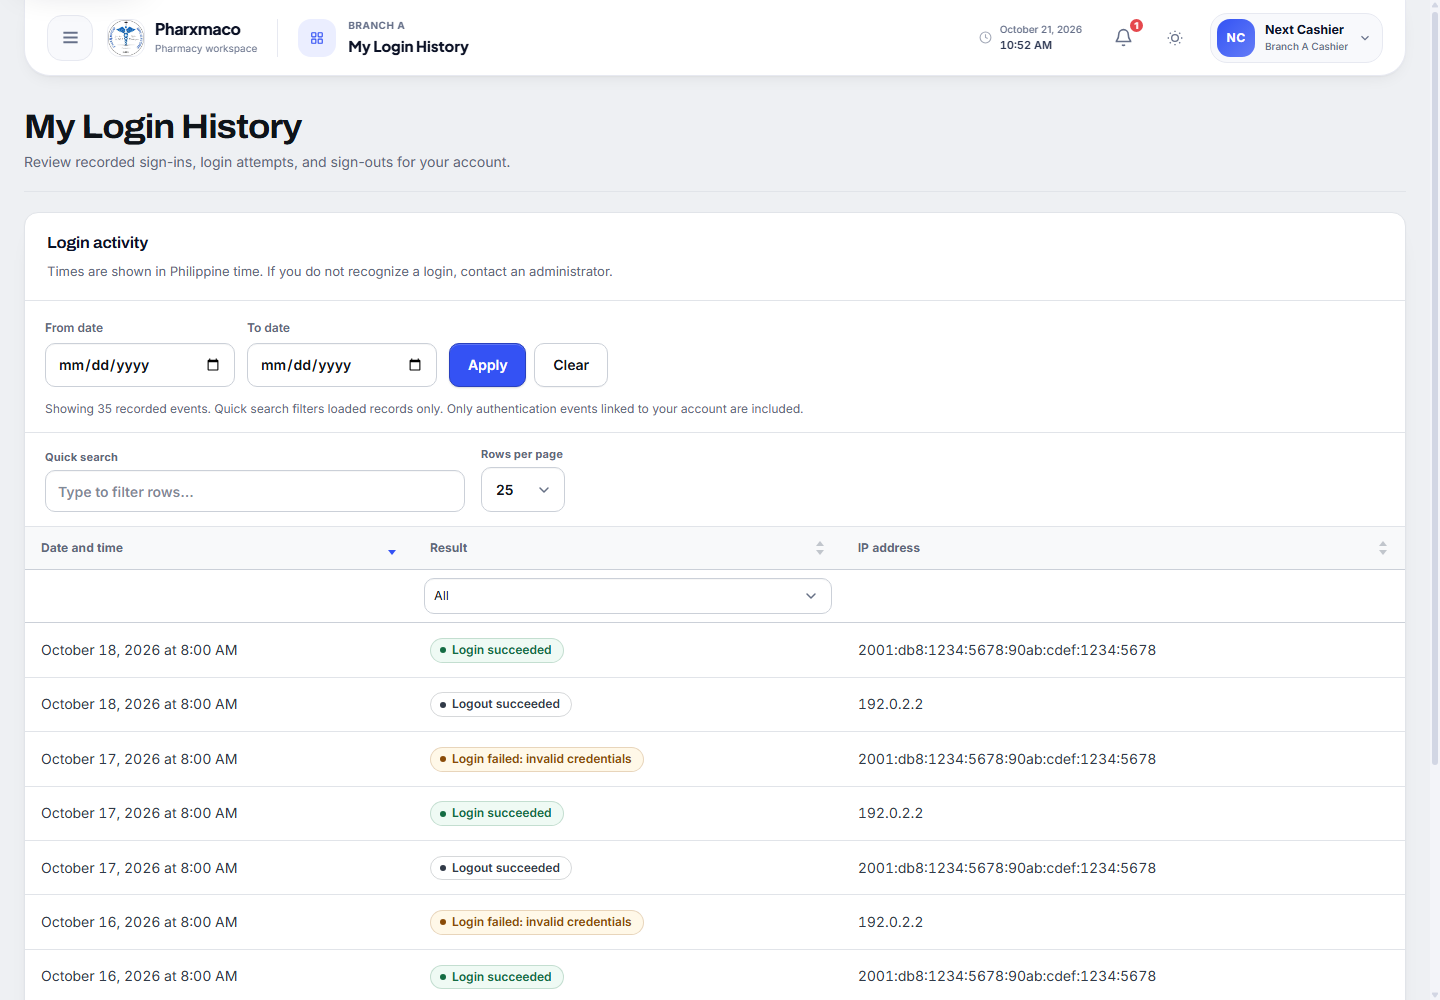 Pharxmaco
Pharmacy workspace
BRANCH A
My Login History
October 21, 2026
10:52 AM
1
NC
Next Cashier
Branch A Cashier
My Login History
Review recorded sign-ins, login attempts, and sign-outs for your account.
Login activity
Times are shown in Philippine time. If you do not recognize a login, contact an administrator.
From date
To date
mm/dd/yyyy
mm/dd/yyyy
Apply
Clear
Showing 35 recorded events. Quick search filters loaded records only. Only authentication events linked to your account are included.
Quick search
Rows per page
Type to filter rows...
25
Date and time
Result
IP address
All
October 18, 2026 at 8:00 AM
Login succeeded
2001:db8:1234:5678:90ab:cdef:1234:5678
October 18, 2026 at 8:00 AM
Logout succeeded
192.0.2.2
October 17, 2026 at 8:00 AM
Login failed: invalid credentials
2001:db8:1234:5678:90ab:cdef:1234:5678
October 17, 2026 at 8:00 AM
Login succeeded
192.0.2.2
October 17, 2026 at 8:00 AM
Logout succeeded
2001:db8:1234:5678:90ab:cdef:1234:5678
October 16, 2026 at 8:00 AM
Login failed: invalid credentials
192.0.2.2
October 16, 2026 at 8:00 AM
Login succeeded
2001:db8:1234:5678:90ab:cdef:1234:5678